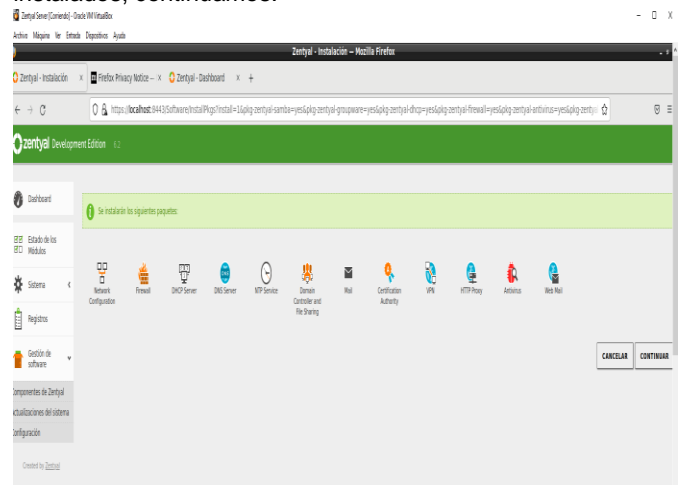 instalados, continuamos.
Zentyal Server [Corriendo] - Oracle VM VirtualBox
Archivo Máquina Ver Entrada Dispositivos Ayuda
Zentyal - Instalación — Mozilla Firefox
Zentyal - Instalación × Firefox Privacy Notice — × Zentyal - Dashboard × +
https://localhost:8443/Software/InstallPkgs?install=1&pkg-zentyal-samba=yes&pkg-zentyal-groupware=yes&pkg-zentyal-dhcp=yes&pkg-zentyal-firewall=yes&pkg-zentyal-antivirus=yes&pkg-zentya
zentyal Development Edition 6.2
Dashboard
Se instalarán los siguientes paquetes:
Estado de los
Módulos
Sistema
Registros
Gestión de
software
Network
Configuration
Firewall
DHCP Server
DNS Server
NTP Service
Domain
Controller and
File Sharing
Mail
Certification
Authority
VPN
HTTP Proxy
Antivirus
Web Mail
CANCELAR CONTINUAR
Componentes de Zentyal
Actualizaciones del sistema
Configuración
Created by Zentyal